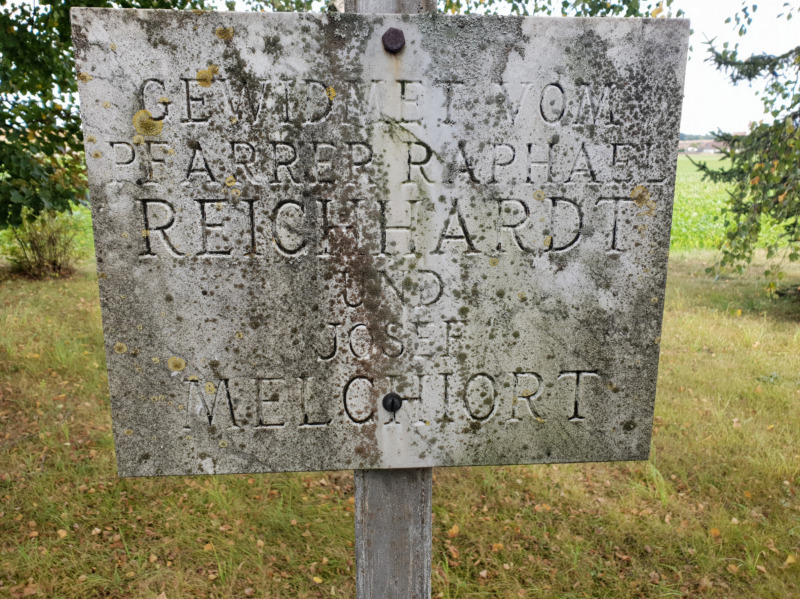 GEWIDMET VOM
PFARRER RAPHAEL
REICHHARDT
UND
JOSEF
MELCHIORT